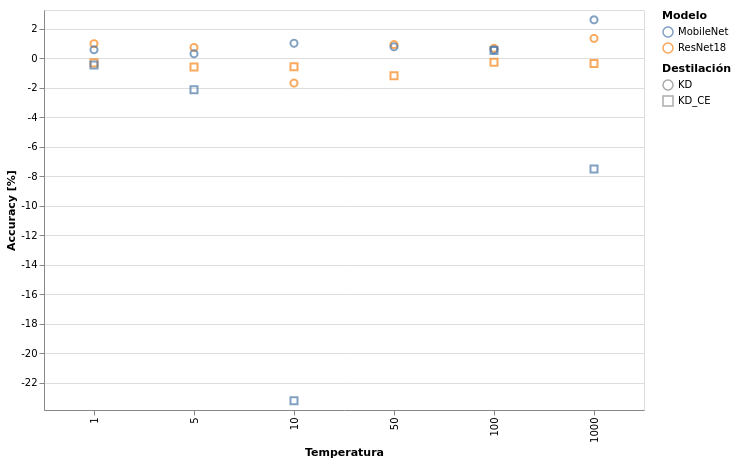 2
0
-2
-4
-6
-8
-10
-12
-14
-16
-18
-20
-22
Accuracy [%]
1
5
10
50
100
1000
Temperatura
Modelo
MobileNet
ResNet18
Destilación
KD
KD_CE